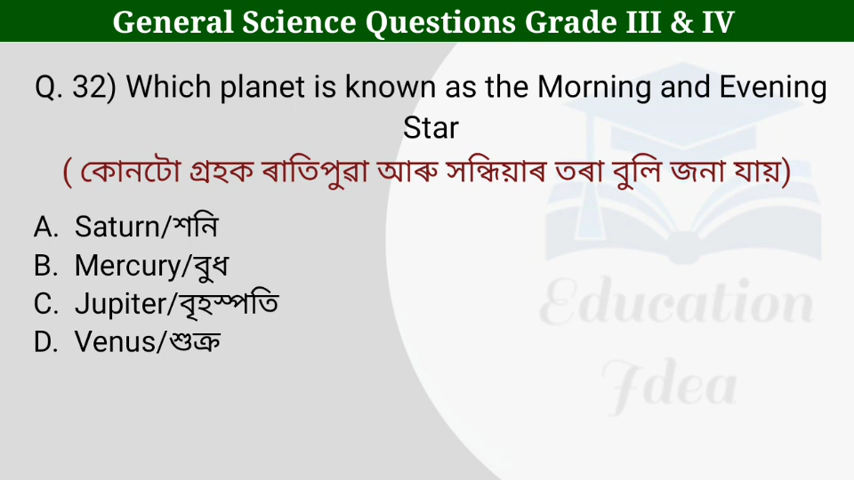 General Science Questions Grade III & IV
Q. 32) Which planet is known as the Morning and Evening
Star
( কোনটো গ্ৰহক ৰাতিপুৱা আৰু সন্ধিয়াৰ তৰা বুলি জনা যায়)
A. Saturn/শনি
B. Mercury/বুধ
C. Jupiter/বৃহস্পতি
D. Venus/শুক্ৰ
Education
Idea